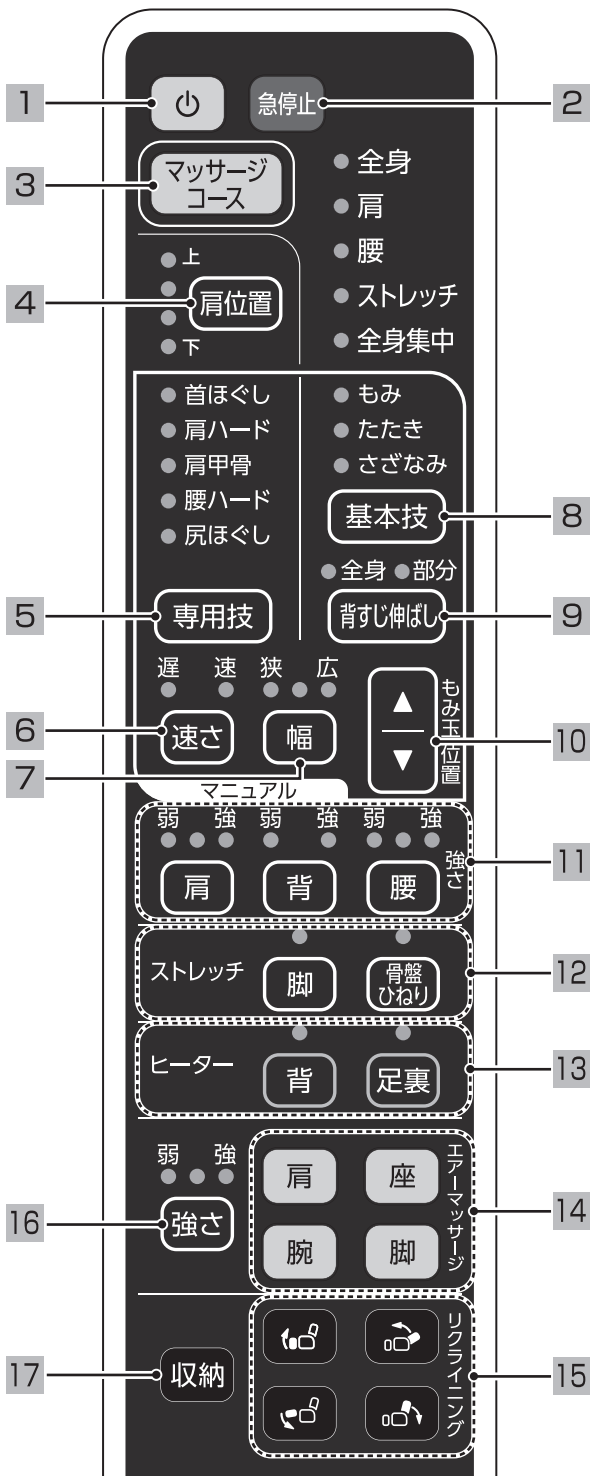 1
急停止
2
3
マッサージ
コース
全身
肩
腰
ストレッチ
全身集中
上
4
肩位置
下
首ほぐし
肩ハード
肩甲骨
腰ハード
尻ほぐし
もみ
たたき
さざなみ
基本技
8
全身 部分
5
専用技
背すじ伸ばし
9
遅 速 狭 広
6
速さ
幅
7
もみ玉位置
10
マニュアル
弱 強 弱 強 弱 強
肩 背 腰
強さ
11
ストレッチ
脚
骨盤
ひねり
12
ヒーター
背
足裏
13
弱 強
16
強さ
肩 座
腕 脚
エアーマッサージ
14
17
収納
リクライニング
15